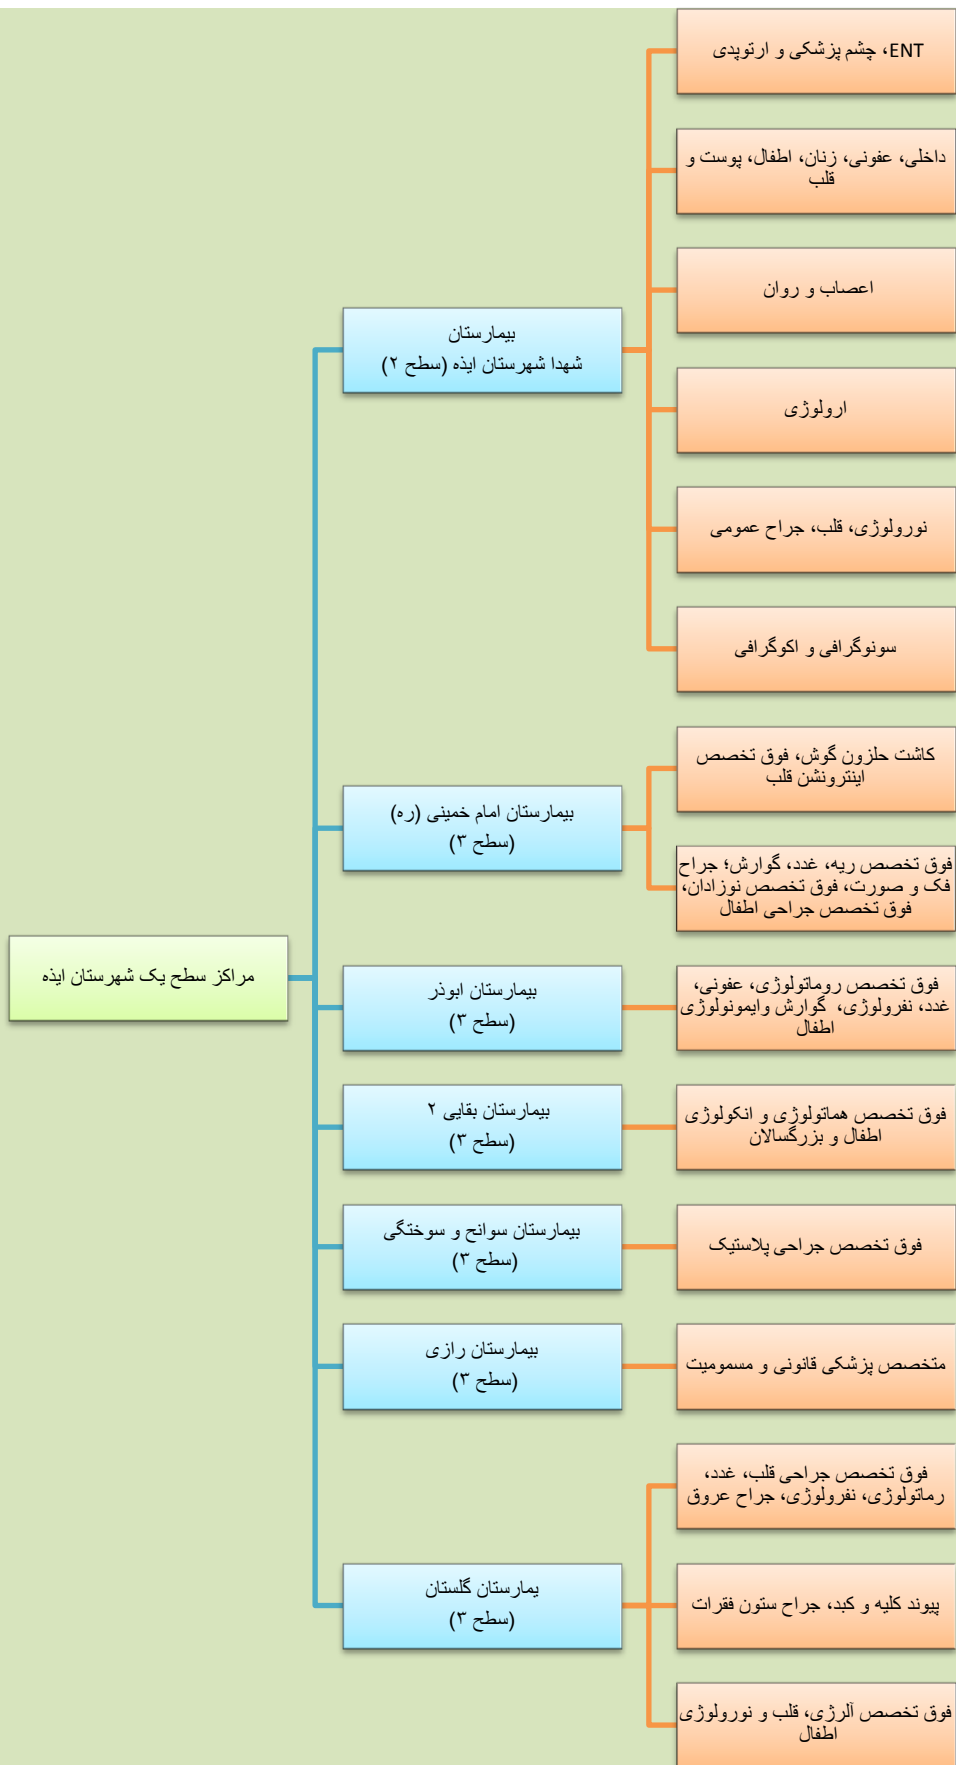 مراکز سطح یک شهرستان ایذه
بیمارستان
شهدا شهرستان ایذه (سطح ۲)
ENT، چشم پزشکی و ارتوپدی
داخلی، عفونی، زنان، اطفال، پوست و
قلب
اعصاب و روان
ارولوژی
نورولوژی، قلب، جراح عمومی
سونوگرافی و اکوگرافی
بیمارستان امام خمینی (ره)
(سطح ۳)
کاشت حلزون گوش، فوق تخصص
اینترونشن قلب
فوق تخصص ریه، غدد، گوارش؛ جراح
فک و صورت، فوق تخصص نوزادان،
فوق تخصص جراحی اطفال
بیمارستان ابوذر
(سطح ۳)
فوق تخصص روماتولوژی، عفونی،
غدد، نفرولوژی، گوارش وایمونولوژی
اطفال
بیمارستان بقایی ۲
(سطح ۳)
فوق تخصص هماتولوژی و انکولوژی
اطفال و بزرگسالان
بیمارستان سوانح و سوختگی
(سطح ۳)
فوق تخصص جراحی پلاستیک
بیمارستان رازی
(سطح ۳)
متخصص پزشکی قانونی و مسمومیت
یمارستان گلستان
(سطح ۳)
فوق تخصص جراحی قلب، غدد،
رماتولوژی، نفرولوژی، جراح عروق
پیوند کلیه و کبد، جراح ستون فقرات
فوق تخصص آلرژی، قلب و نورولوژی
اطفال